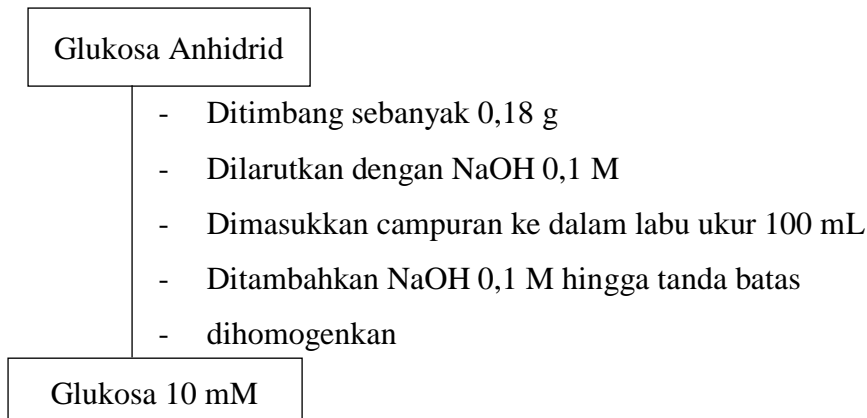 Glukosa Anhidrid
- Ditimbang sebanyak 0,18 g
- Dilarutkan dengan NaOH 0,1 M
- Dimasukkan campuran ke dalam labu ukur 100 mL
- Ditambahkan NaOH 0,1 M hingga tanda batas
- dihomogenkan
Glukosa 10 mM